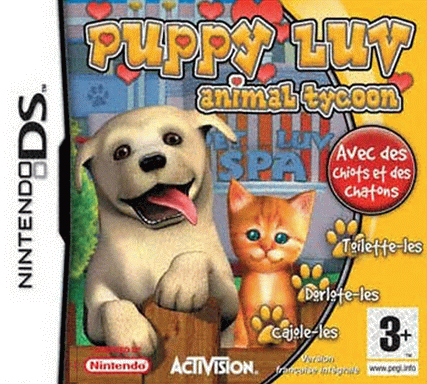 NINTENDO DS™
PUPPY LUV
animal tycoon
LUV
SPA
Avec des
chiots et des
chatons
Toilette-les
Dorlote-les
Cajole-les
Nintendo
ACTIVISION
Version
française intégrale
3+
www.pegi.info